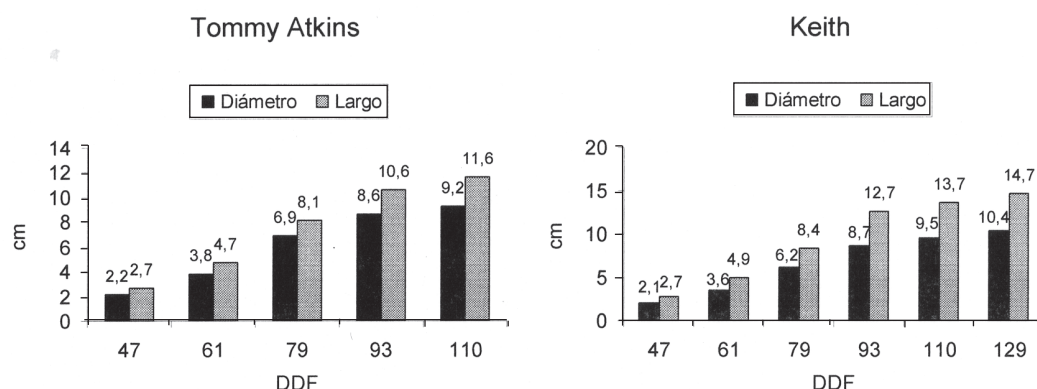 Tommy Atkins
Diámetro Largo
14
12
10
8
6
4
2
0
cm
2,2 2,7
3,8 4,7
6,9 8,1
8,6 10,6
9,2 11,6
47 61 79 93 110
DDF
Keith
Diámetro Largo
20
15
10
5
0
cm
2,1 2,7
3,6 4,9
6,2 8,4
8,7 12,7
9,5 13,7
10,4 14,7
47 61 79 93 110 129
DDF